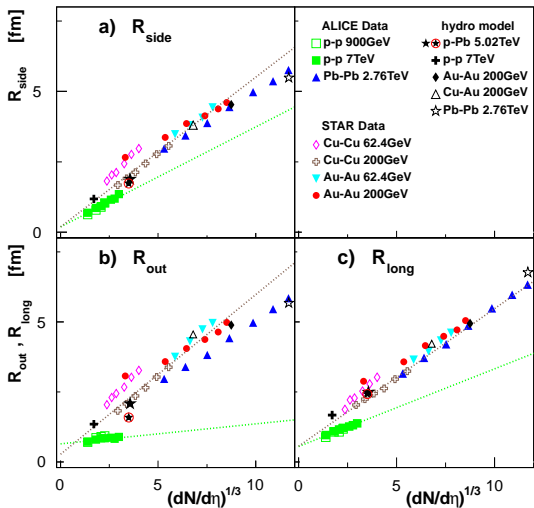 [fm]
a) R_side
R_side
5
0
ALICE Data
p-p 900GeV
p-p 7TeV
Pb-Pb 2.76TeV
STAR Data
Cu-Cu 62.4GeV
Cu-Cu 200GeV
Au-Au 62.4GeV
Au-Au 200GeV
hydro model
p-Pb 5.02TeV
p-p 7TeV
Au-Au 200GeV
Cu-Au 200GeV
Pb-Pb 2.76TeV
[fm]
b) R_out
R_out , R_long
5
0
0 5 10
(dN/dη)^1/3
c) R_long
0 5 10
(dN/dη)^1/3